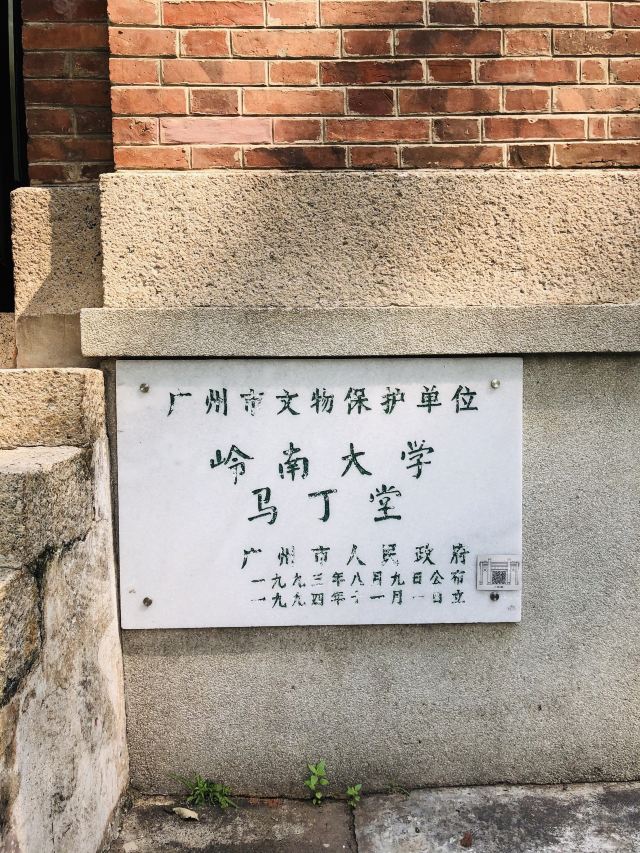 广州市文物保护单位
岭南大学
马丁堂
广州市人民政府
一九九三年八月九日公布
一九九四年十一月一日立